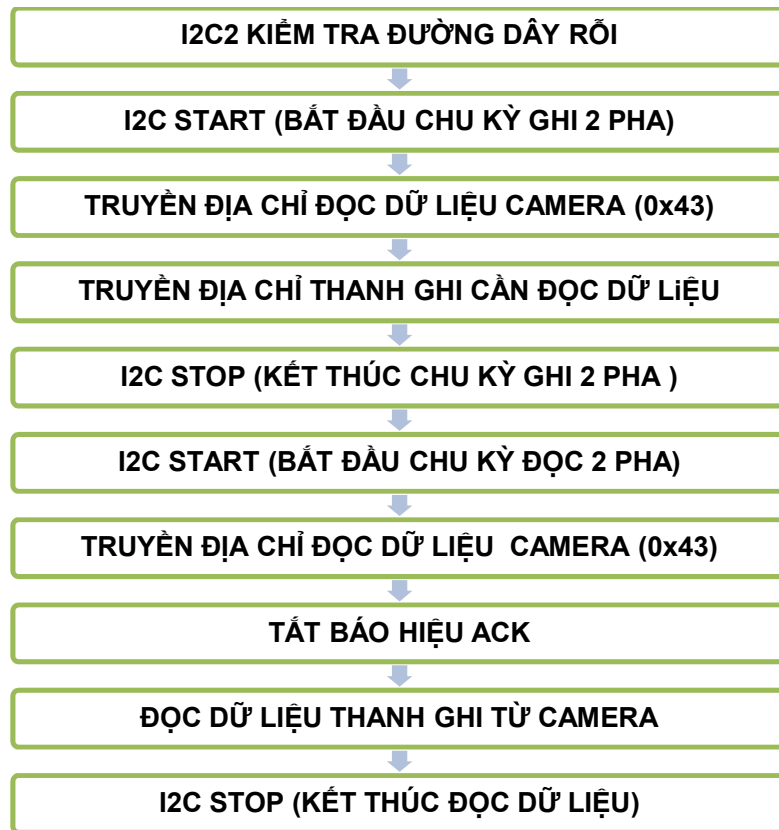 I2C2 KIỂM TRA ĐƯỜNG DÂY RỖI
I2C START (BẮT ĐẦU CHU KỲ GHI 2 PHA)
TRUYỀN ĐỊA CHỈ ĐỌC DỮ LIỆU CAMERA (0x43)
TRUYỀN ĐỊA CHỈ THANH GHI CẦN ĐỌC DỮ LiỆU
I2C STOP (KẾT THÚC CHU KỲ GHI 2 PHA )
I2C START (BẮT ĐẦU CHU KỲ ĐỌC 2 PHA)
TRUYỀN ĐỊA CHỈ ĐỌC DỮ LIỆU CAMERA (0x43)
TẮT BÁO HIỆU ACK
ĐỌC DỮ LIỆU THANH GHI TỪ CAMERA
I2C STOP (KẾT THÚC ĐỌC DỮ LIỆU)